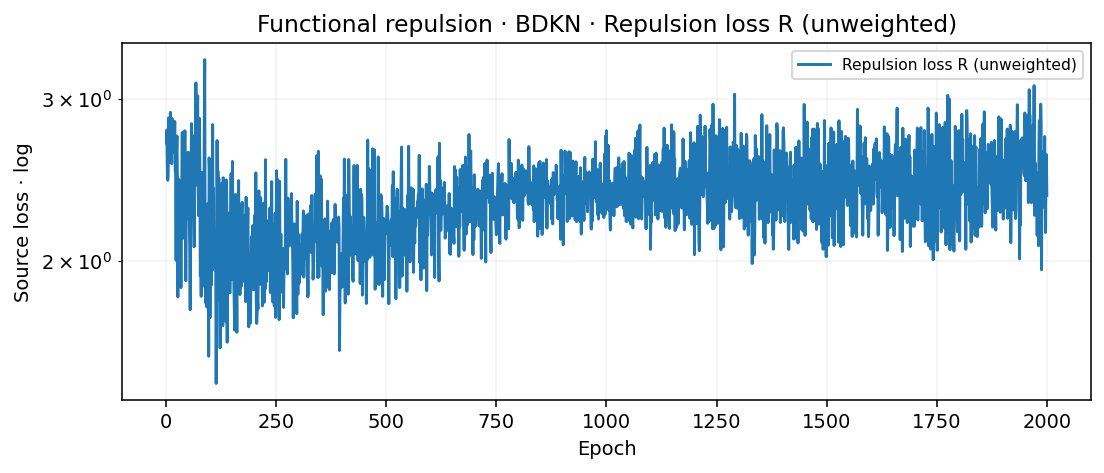 Functional repulsion · BDKN · Repulsion loss R (unweighted)
Repulsion loss R (unweighted)
3 × 10⁰
2 × 10⁰
Source loss · log
0 250 500 750 1000 1250 1500 1750 2000
Epoch